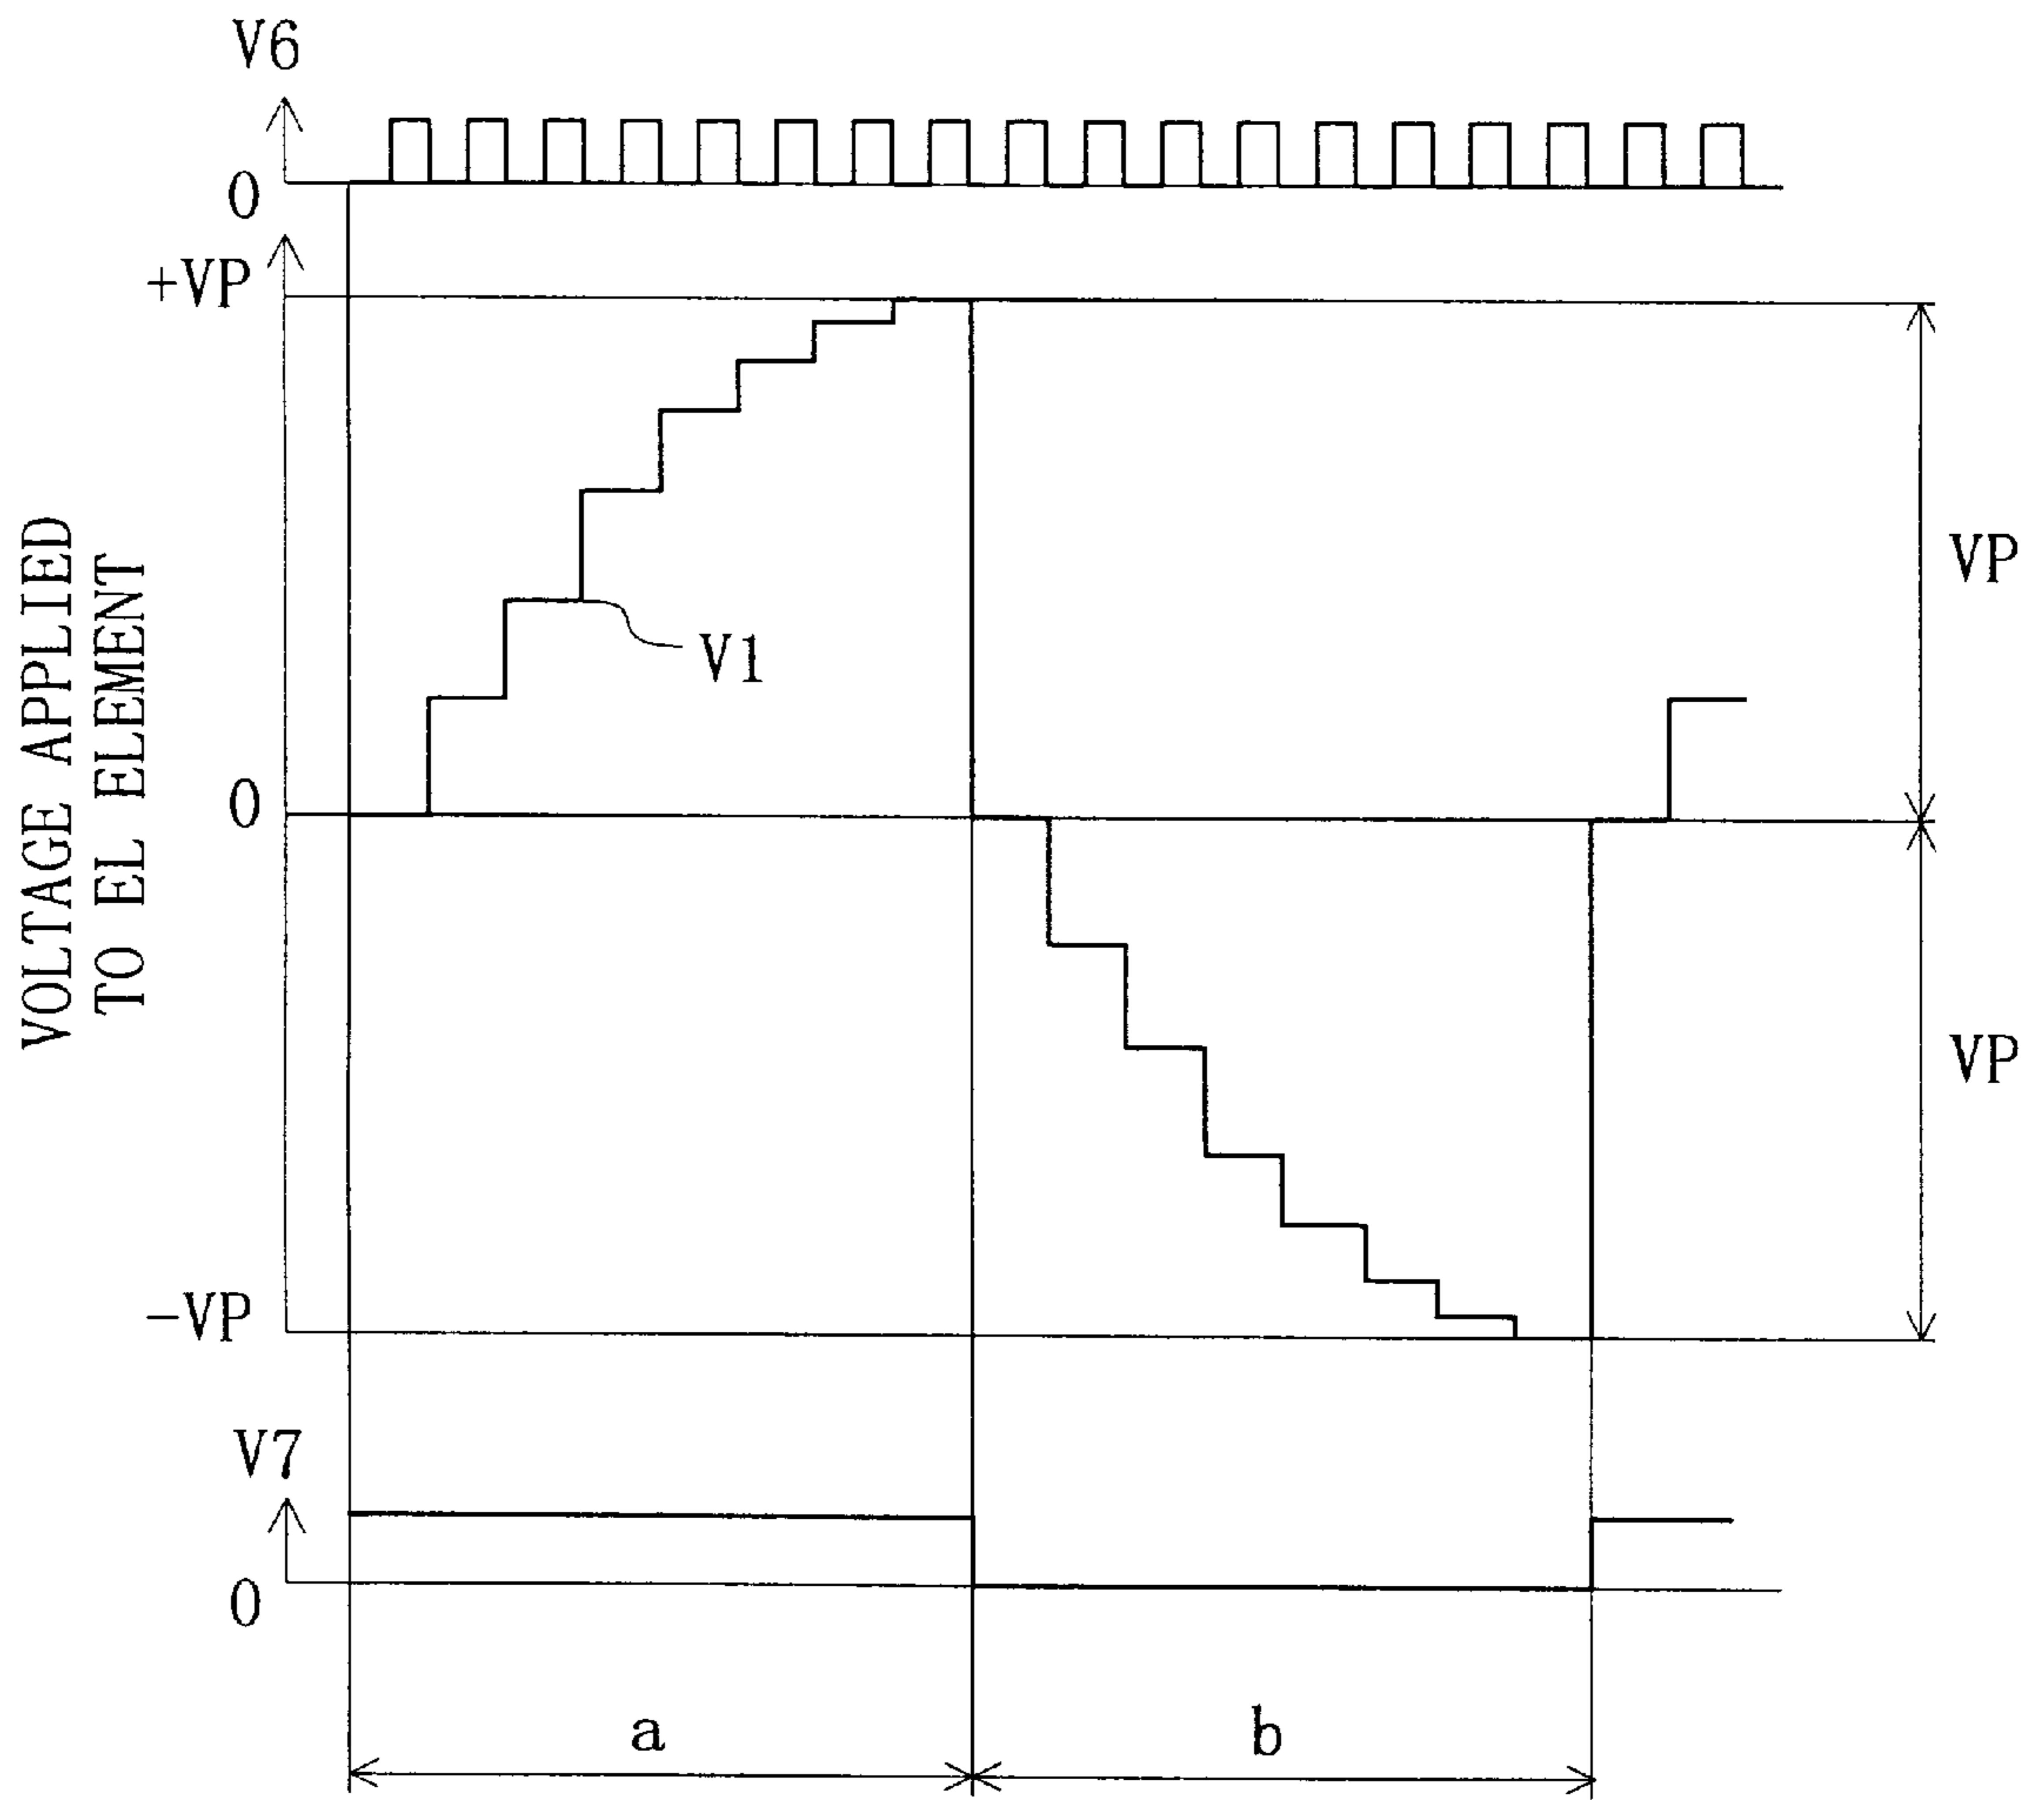 V6
0
+VP
VP
V1
VOLTAGE APPLIED
TO EL ELEMENT
0
VP
-VP
V7
0
a
b